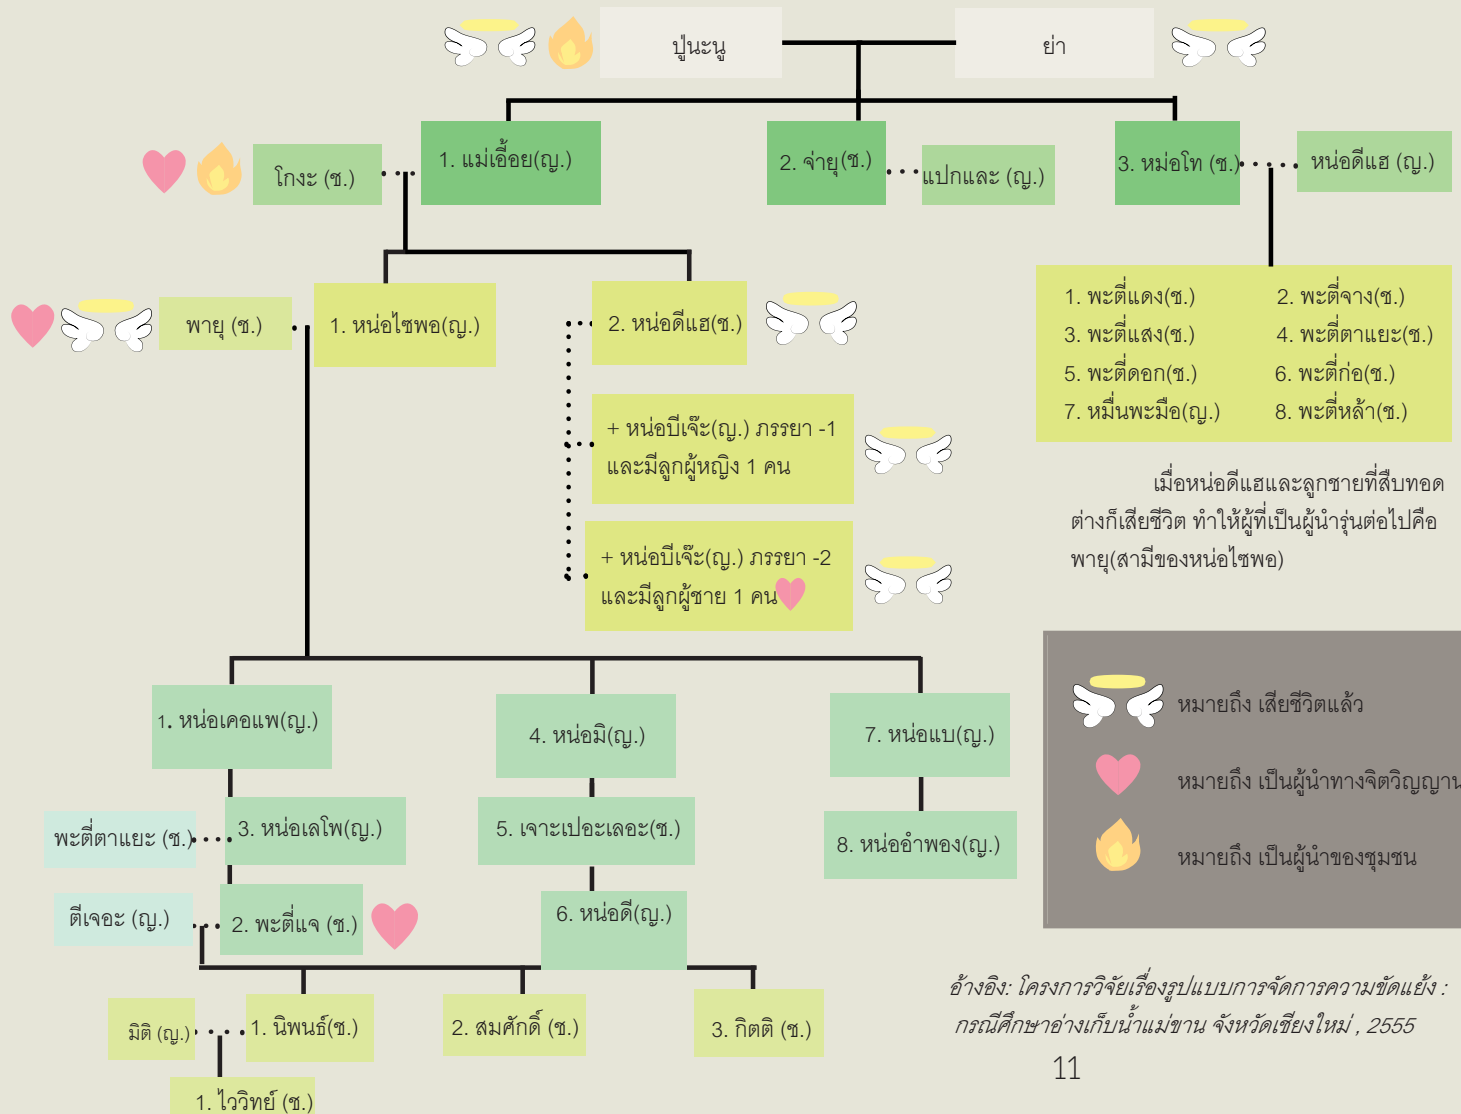 ปู่นะนู
ย่า
โกงะ (ช.)
1. แม่เอื้อย(ญ.)
2. จ่ายุ(ช.)
แปกและ (ญ.)
3. หม่อโท (ช.)
หน่อดีแฮ (ญ.)
พายุ (ช.)
1. หน่อไซพอ(ญ.)
2. หน่อดีแฮ(ช.)
+ หน่อบีเจ๊ะ(ญ.) ภรรยา -1
และมีลูกผู้หญิง 1 คน
+ หน่อบีเจ๊ะ(ญ.) ภรรยา -2
และมีลูกผู้ชาย 1 คน
1. พะตี่แดง(ช.) 2. พะตี่จาง(ช.)
3. พะตี่แสง(ช.) 4. พะตี่ตาแยะ(ช.)
5. พะตี่ดอก(ช.) 6. พะตี่ก่อ(ช.)
7. หมื่นพะมือ(ญ.) 8. พะตี่หล้า(ช.)
เมื่อหน่อดีแฮและลูกชายที่สืบทอด
ต่างก็เสียชีวิต ทำให้ผู้ที่เป็นผู้นำรุ่นต่อไปคือ
พายุ(สามีของหน่อไซพอ)
1. หน่อเคอแพ(ญ.)
4. หน่อมิ(ญ.)
7. หน่อแบ(ญ.)
พะตี่ตาแยะ (ช.)
3. หน่อเลโพ(ญ.)
5. เจาะเปอะเลอะ(ช.)
8. หน่ออำพอง(ญ.)
ตีเจอะ (ญ.)
2. พะตี่แจ (ช.)
6. หน่อดี(ญ.)
มิติ (ญ.)
1. นิพนธ์(ช.)
2. สมศักดิ์ (ช.)
3. กิตติ (ช.)
1. ไววิทย์ (ช.)
หมายถึง เสียชีวิตแล้ว
หมายถึง เป็นผู้นำทางจิตวิญญาน
หมายถึง เป็นผู้นำของชุมชน
อ้างอิง: โครงการวิจัยเรื่องรูปแบบการจัดการความขัดแย้ง :
กรณีศึกษาอ่างเก็บน้ำแม่ขาน จังหวัดเชียงใหม่ , 2555
11